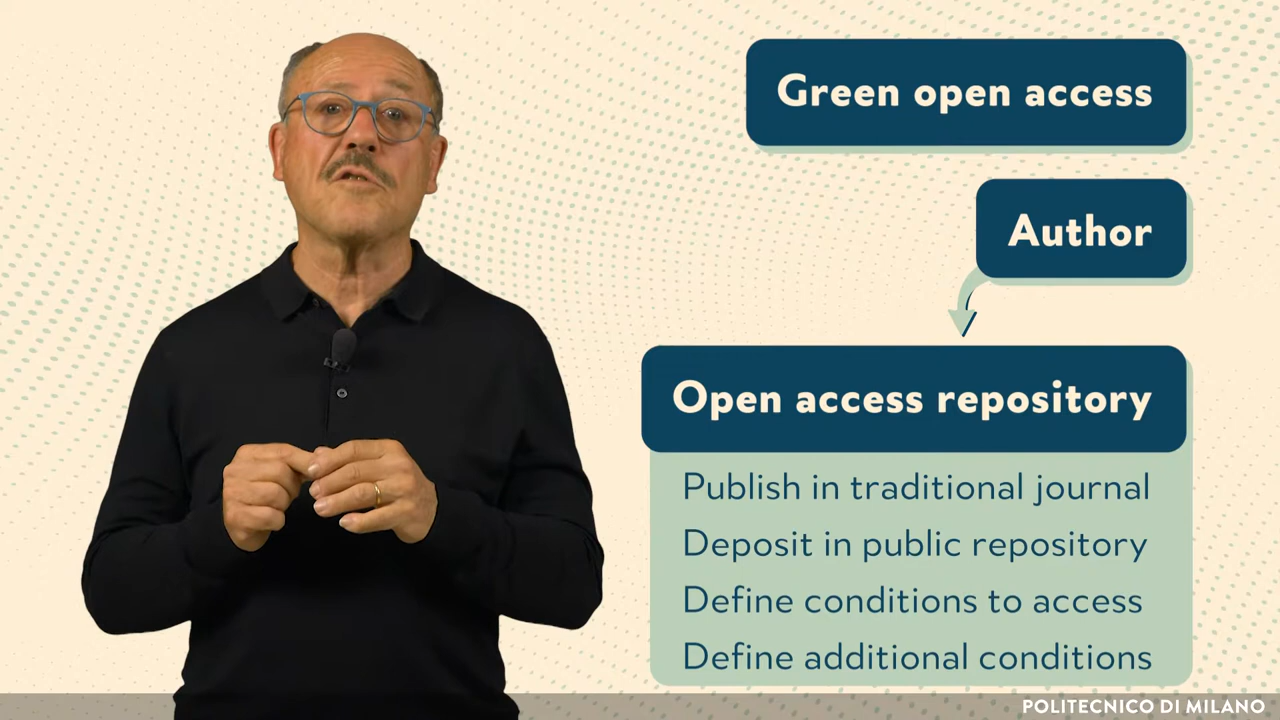 Green open access
Author
Open access repository
Publish in traditional journal
Deposit in public repository
Define conditions to access
Define additional conditions
POLITECNICO DI MILANO